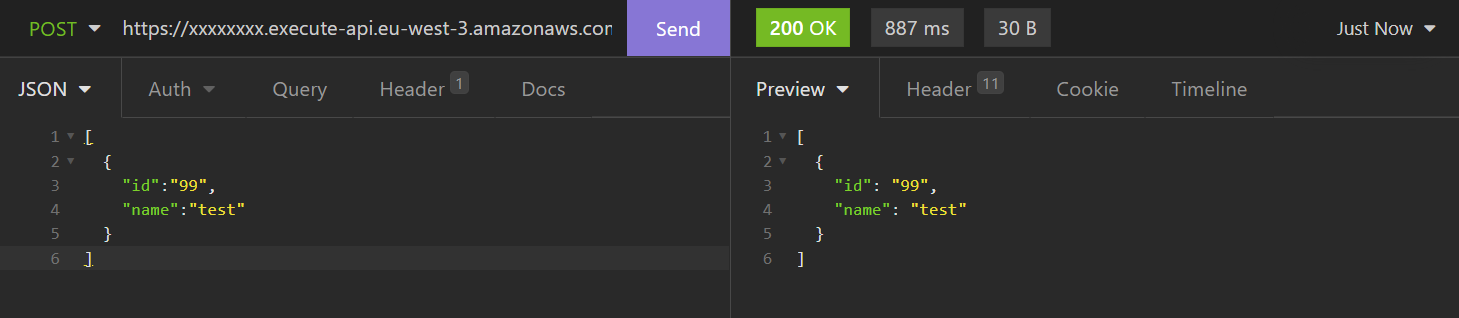 POST https://xxxxxxxx.execute-api.eu-west-3.amazonaws.con Send 200 OK 887 ms 30 B Just Now
JSON Auth Query Header 1 Docs Preview Header 11 Cookie Timeline
1 [
2 {
3 "id":"99",
4 "name":"test"
5 }
6 ]
1 [
2 {
3 "id": "99",
4 "name": "test"
5 }
6 ]